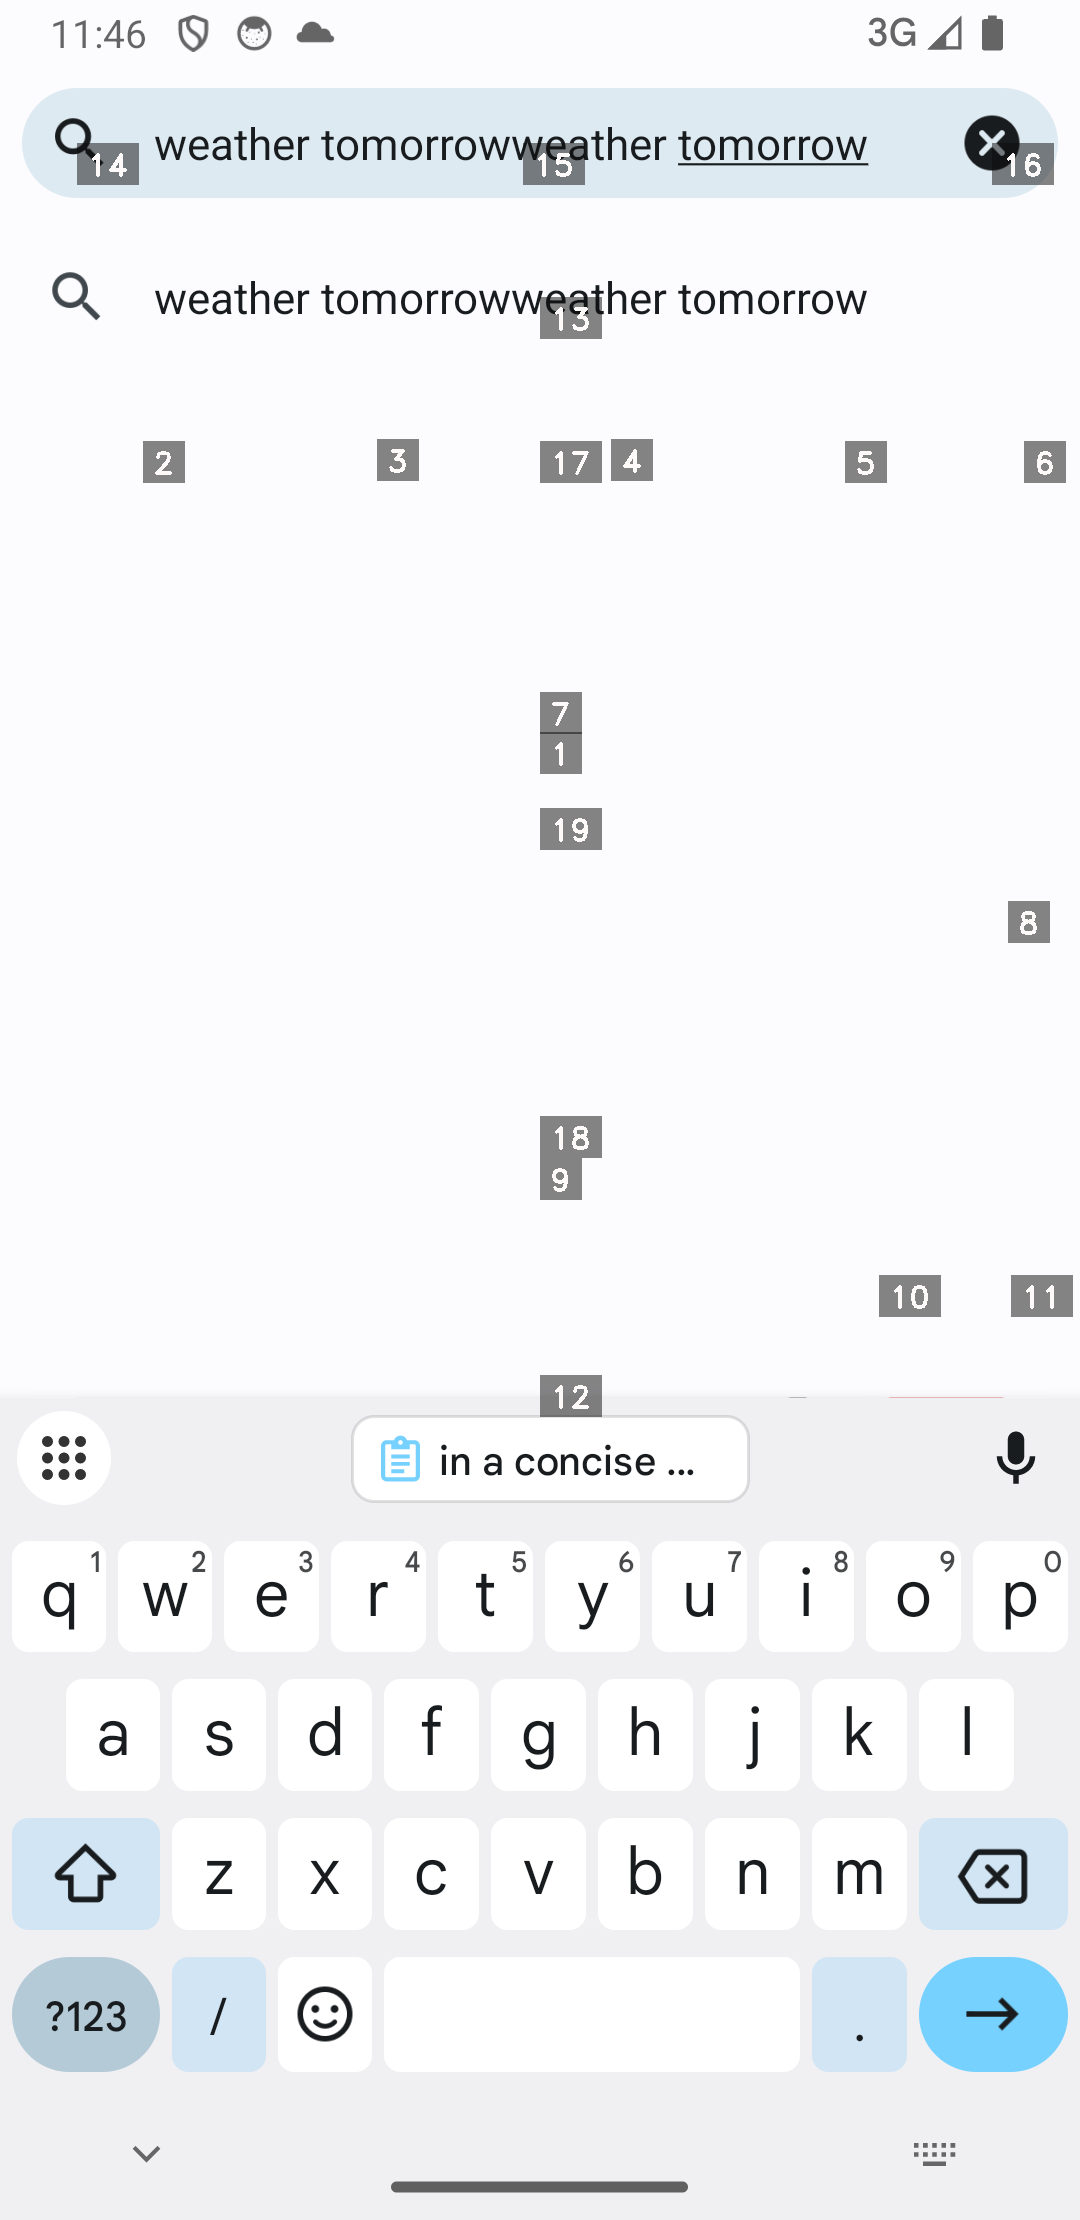 11:46 3G
weather tomorrowweather tomorrow
14 15 16
weather tomorrowweather tomorrow
13
2 3 17 4 5 6
7
1
19
8
18
9
10 11
12
in a concise ...
1 2 3 4 5 6 7 8 9 0
q w e r t y u i o p
a s d f g h j k l
z x c v b n m
?123 / .